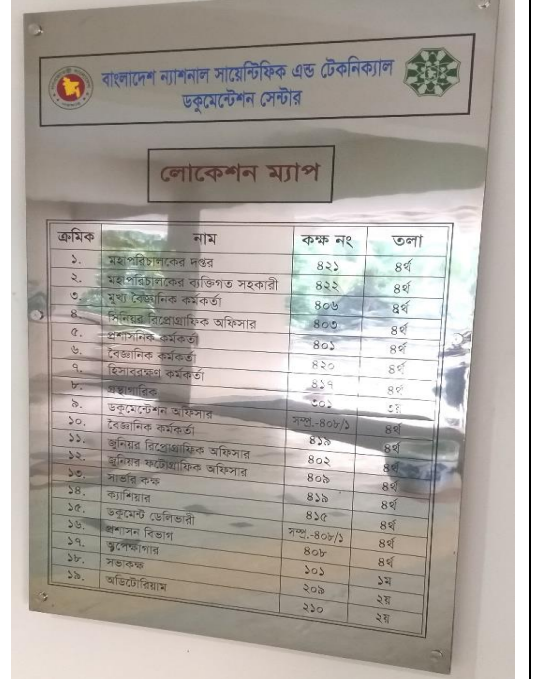 বাংলাদেশ ন্যাশনাল সায়েন্টিফিক এন্ড টেকনিক্যাল
ডকুমেন্টেশন সেন্টার
লোকেশন ম্যাপ
ক্রমিক নাম কক্ষ নং তলা
১. মহাপরিচালকের দপ্তর ৪২১ ৪র্থ
২. মহাপরিচালকের ব্যক্তিগত সহকারী ৪২২ ৪র্থ
৩. মুখ্য বৈজ্ঞানিক কর্মকর্তা ৪০৬ ৪র্থ
৪. সিনিয়র রিপ্রোগ্রাফিক অফিসার ৪০৩ ৪র্থ
৫. প্রশাসনিক কর্মকর্তা ৪০১ ৪র্থ
৬. বৈজ্ঞানিক কর্মকর্তা ৪২০ ৪র্থ
৭. হিসাবরক্ষণ কর্মকর্তা ৪১৭ ৪র্থ
৮. গ্রন্থাগারিক ৩০১ ৩য়
৯. ডকুমেন্টেশন অফিসার সম্প্র.-৪০৮/১ ৪র্থ
১০. বৈজ্ঞানিক কর্মকর্তা ৪১৯ ৪র্থ
১১. জুনিয়র রিপ্রোগ্রাফিক অফিসার ৪০২ ৪র্থ
১২. জুনিয়র ফটোগ্রাফিক অফিসার ৪০৯ ৪র্থ
১৩. কক্ষ ৪১৯ ৪র্থ
১৪. ক্যাশিয়ার ৪১৫ ৪র্থ
১৫. ডকুমেন্ট ডেলিভারী সম্প্র.-৪০৮/১ ৪র্থ
১৬. প্রশাসন বিভাগ ৪০৮ ৪র্থ
১৭. ১০১ ১ম
১৮. সভাকক্ষ ২০৯ ২য়
১৯. অডিটোরিয়াম ২১০ ২য়